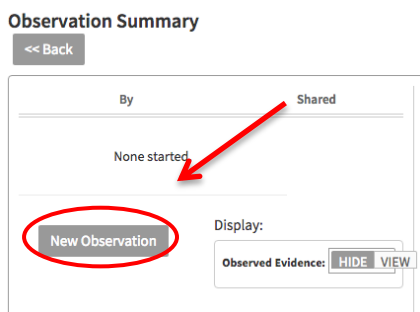 Observation Summary
<< Back
By Shared
None started
New Observation
Display:
Observed Evidence: HIDE VIEW